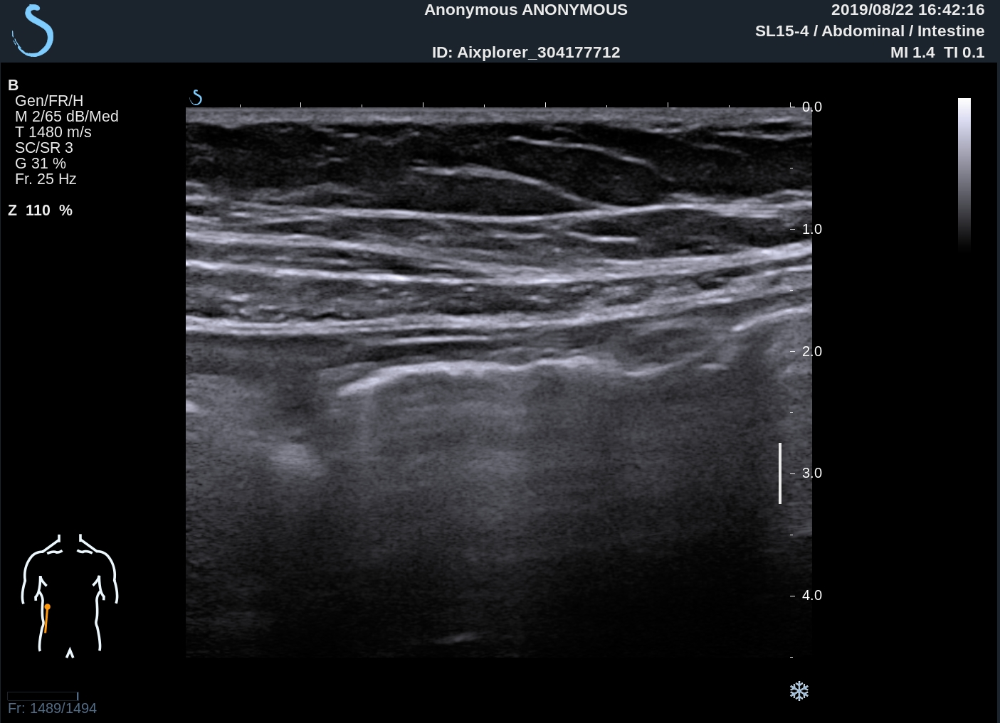 Anonymous ANONYMOUS
2019/08/22 16:42:16
SL15-4 / Abdominal / Intestine
ID: Aixplorer_304177712
MI 1.4 TI 0.1
B
Gen/FR/H
M 2/65 dB/Med
T 1480 m/s
SC/SR 3
G 31 %
Fr. 25 Hz
Z 110 %
0.0
1.0
2.0
3.0
4.0
Fr: 1489/1494